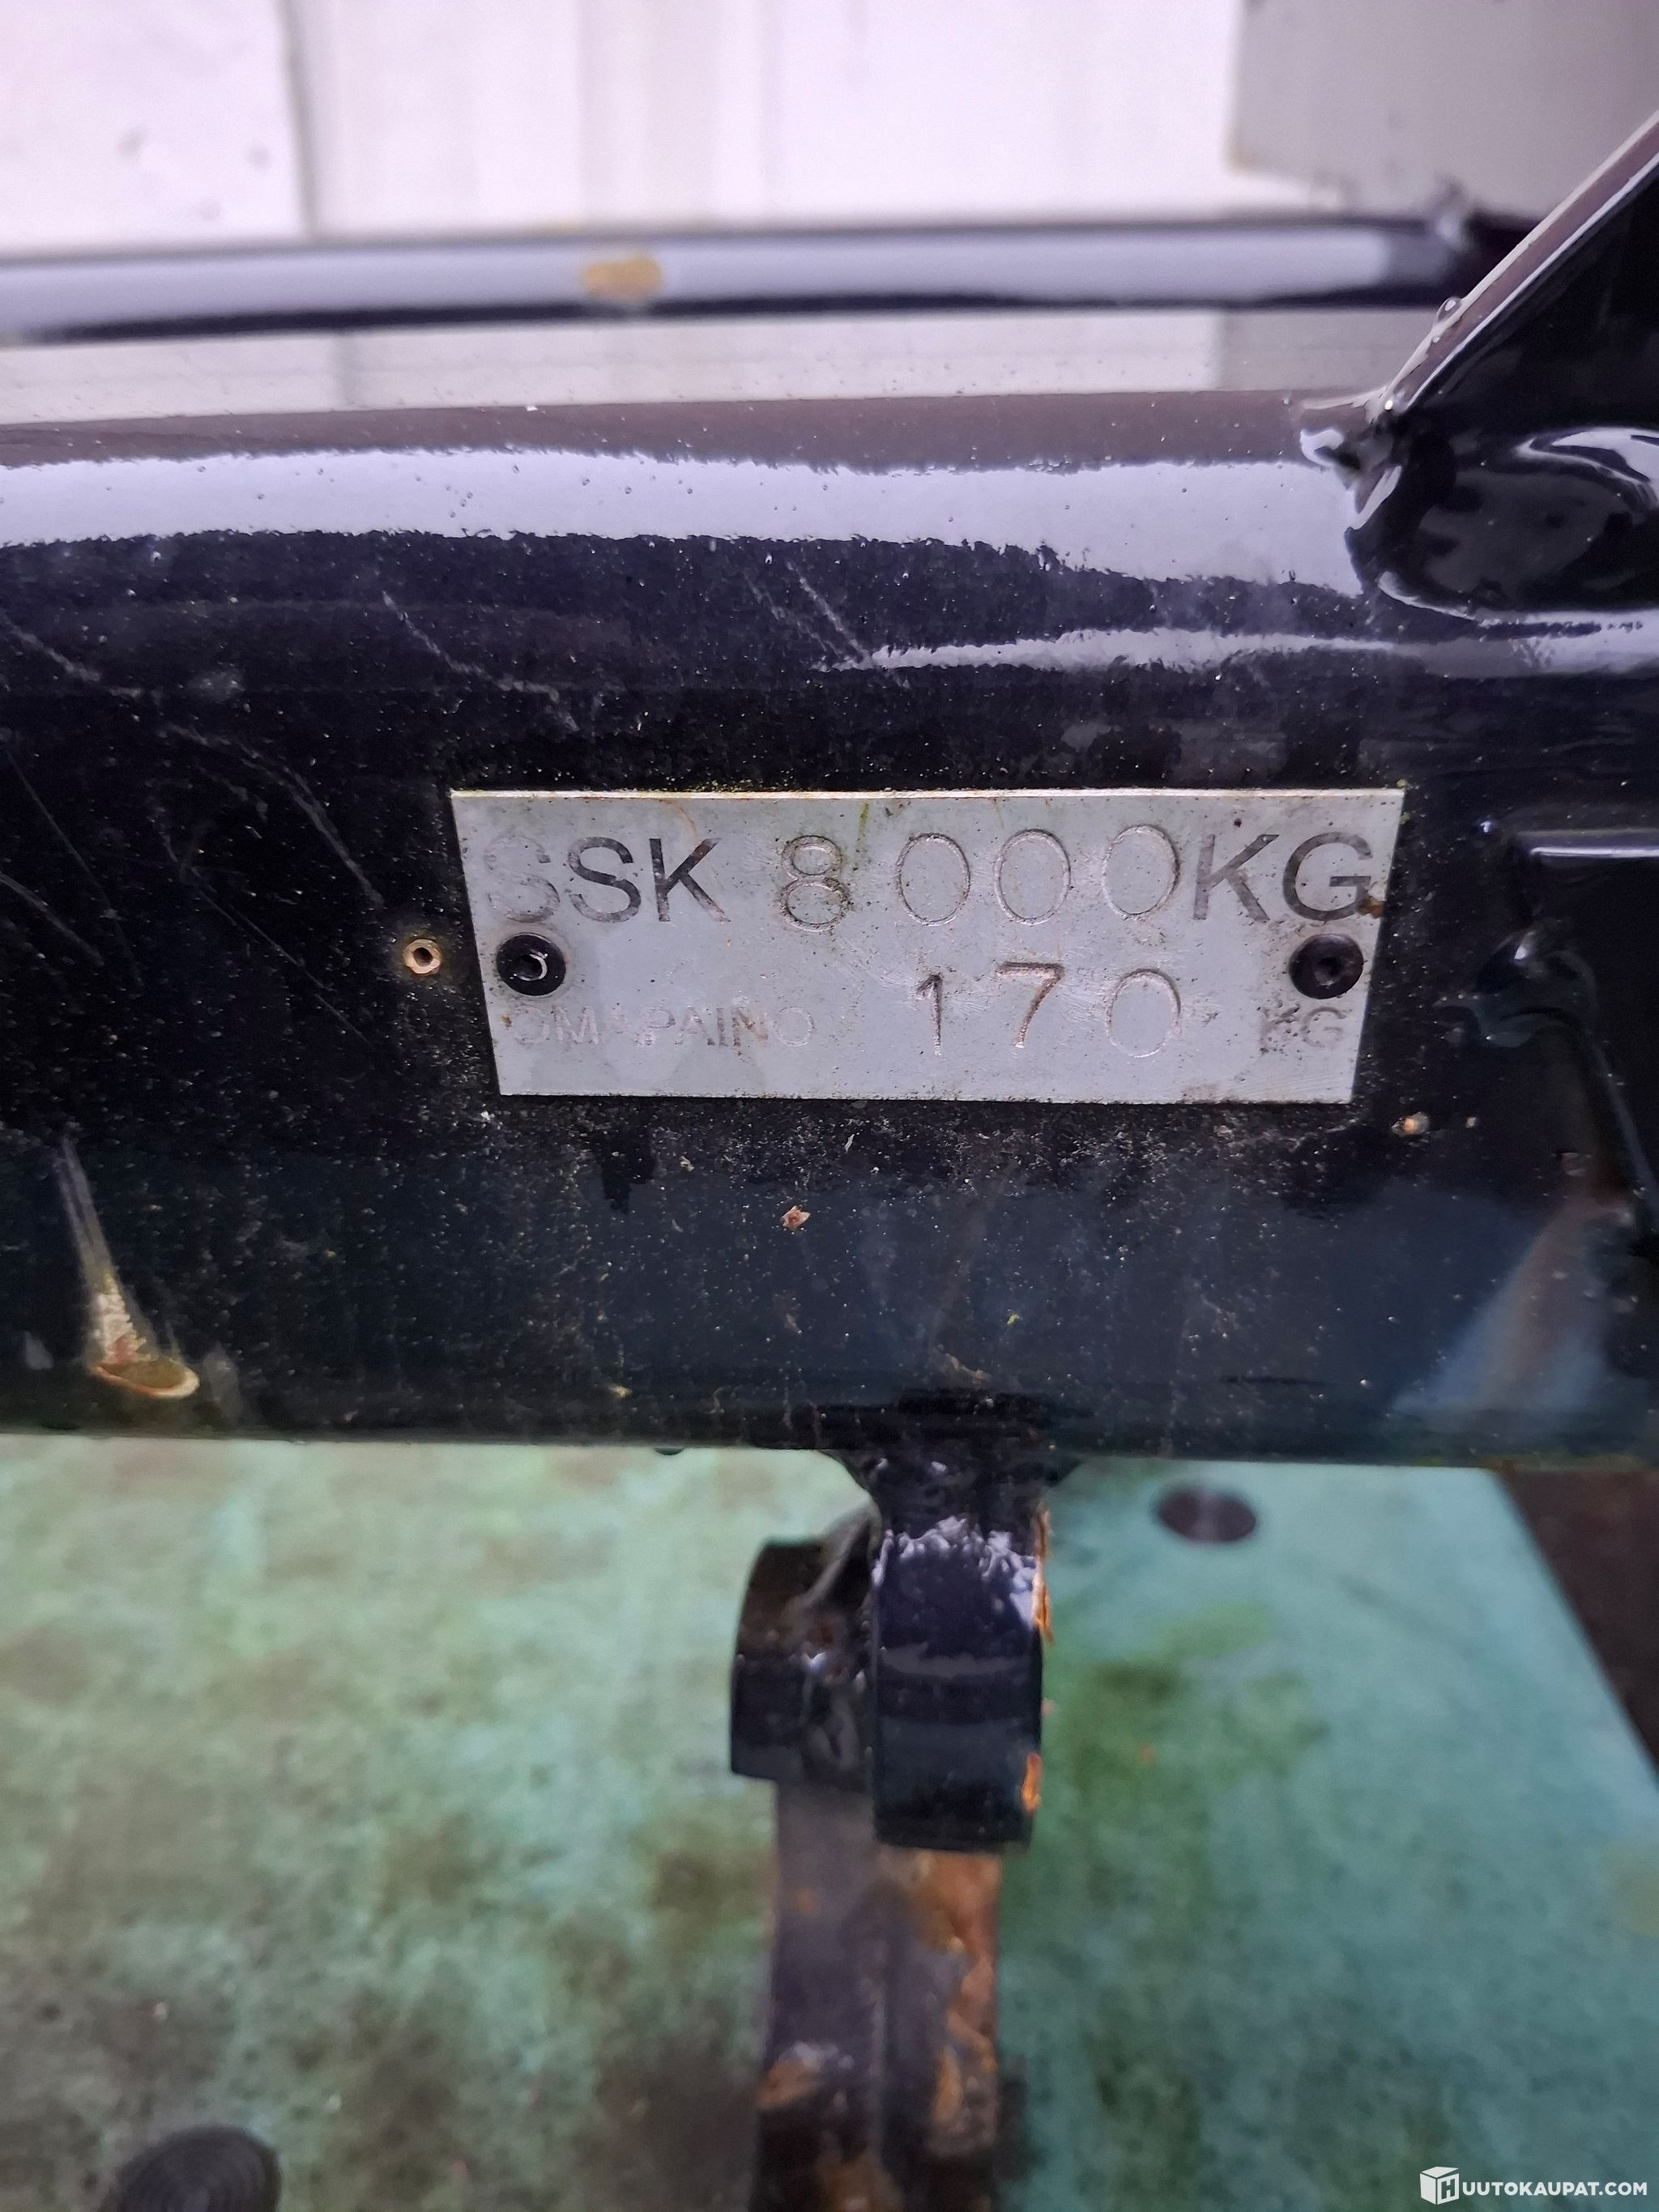 SSK 8000KG
OMAPAINO 170 KG
HUUTOKAUPAT.COM